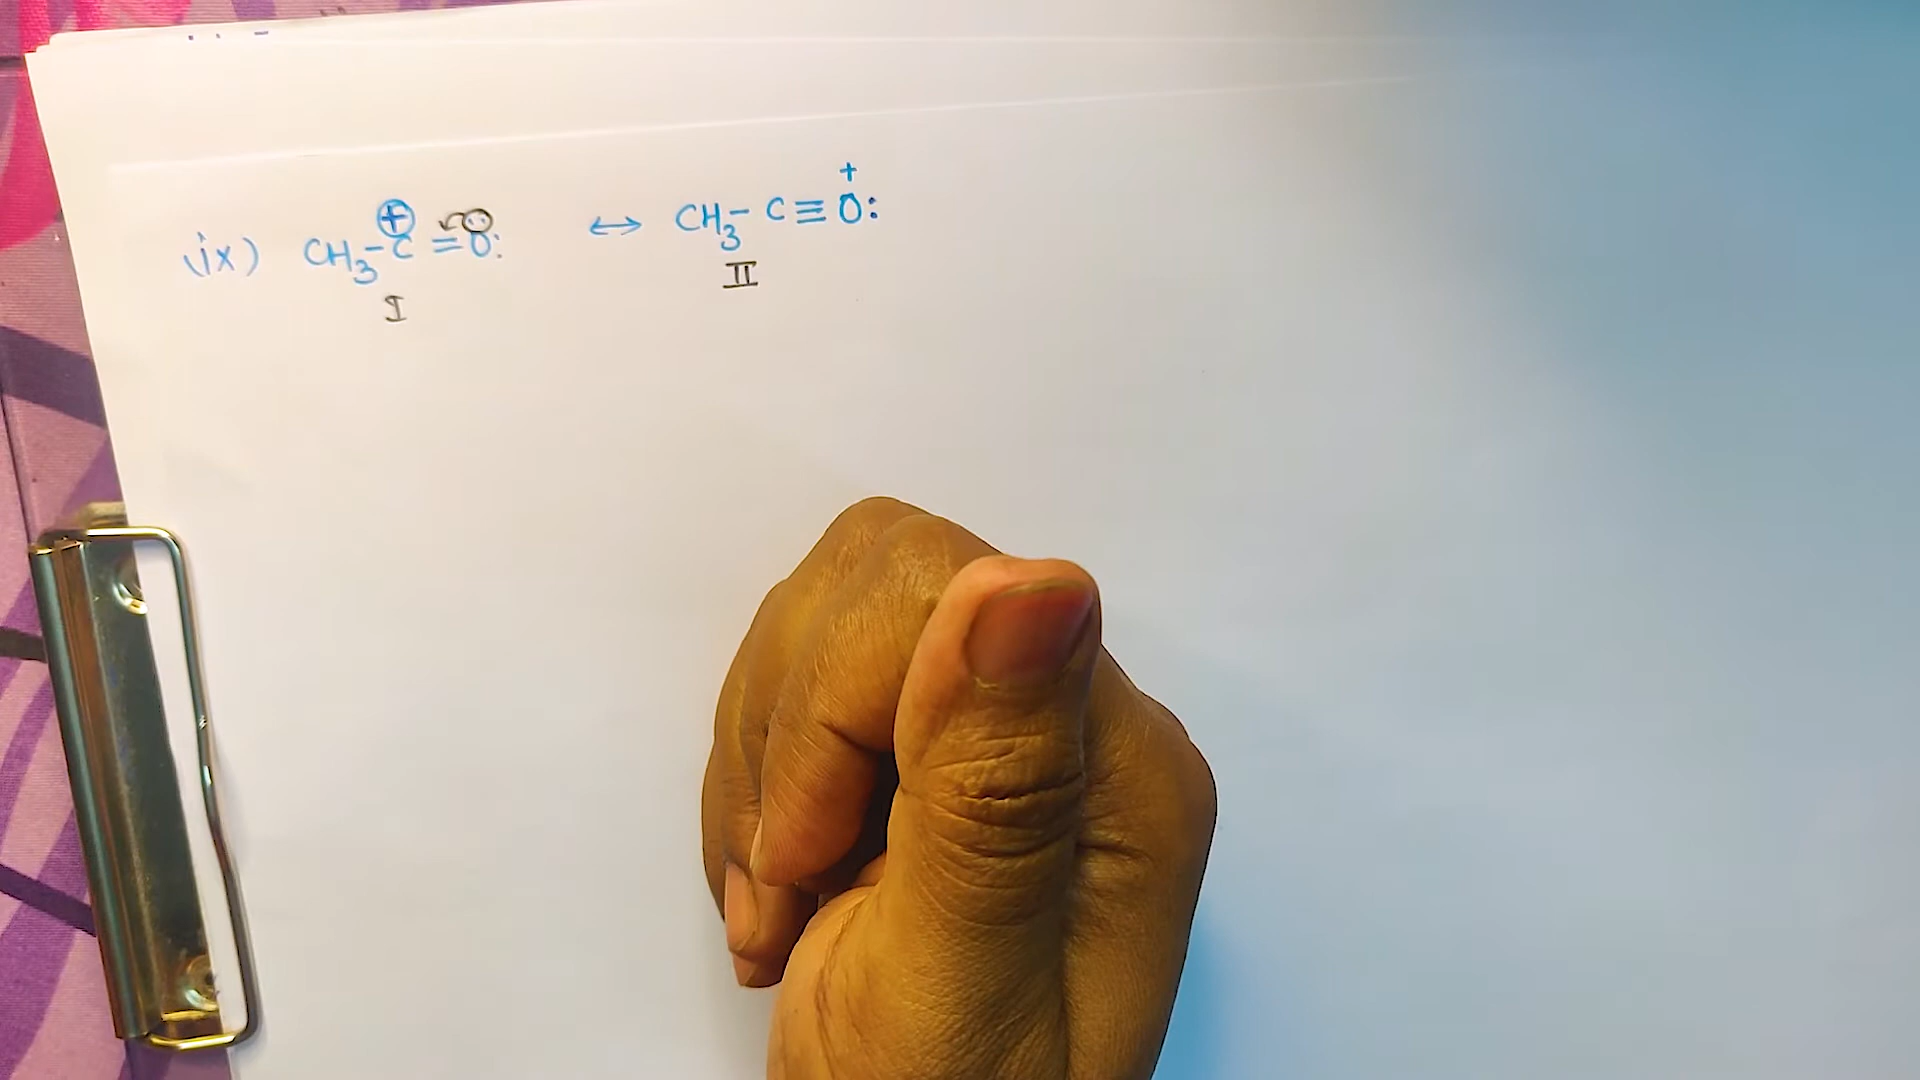 ix) CH₃-C⊕=Ö: ↔ CH₃-C≡O⁺:
I II